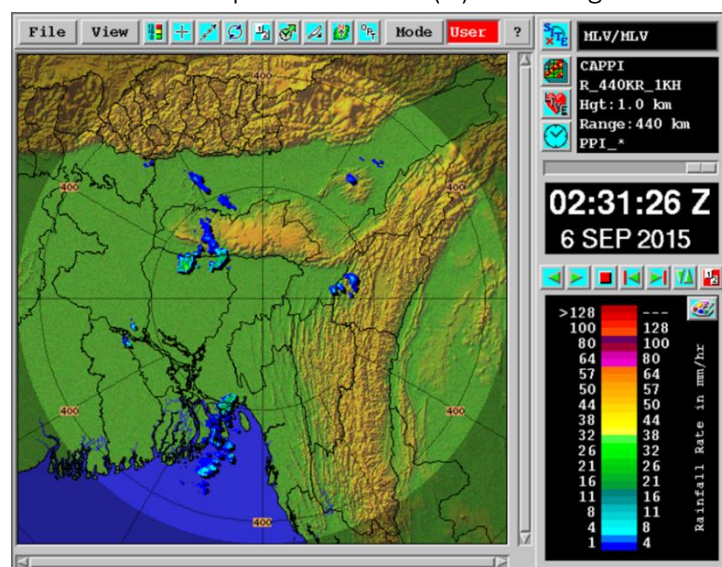 File View OPT Mode User ?
MLV/MLV
CAPPI
R_440KR_1KH
Hgt:1.0 km
Range:440 km
PPI_*
02:31:26 Z
6 SEP 2015
400
400
400
400
400
400
>128 ---
100 128
80 100
64 80
57 64
50 57
44 50
38 44
32 38
26 32
21 26
16 21
11 16
8 11
4 8
1 4
Rainfall Rate in mm/hr